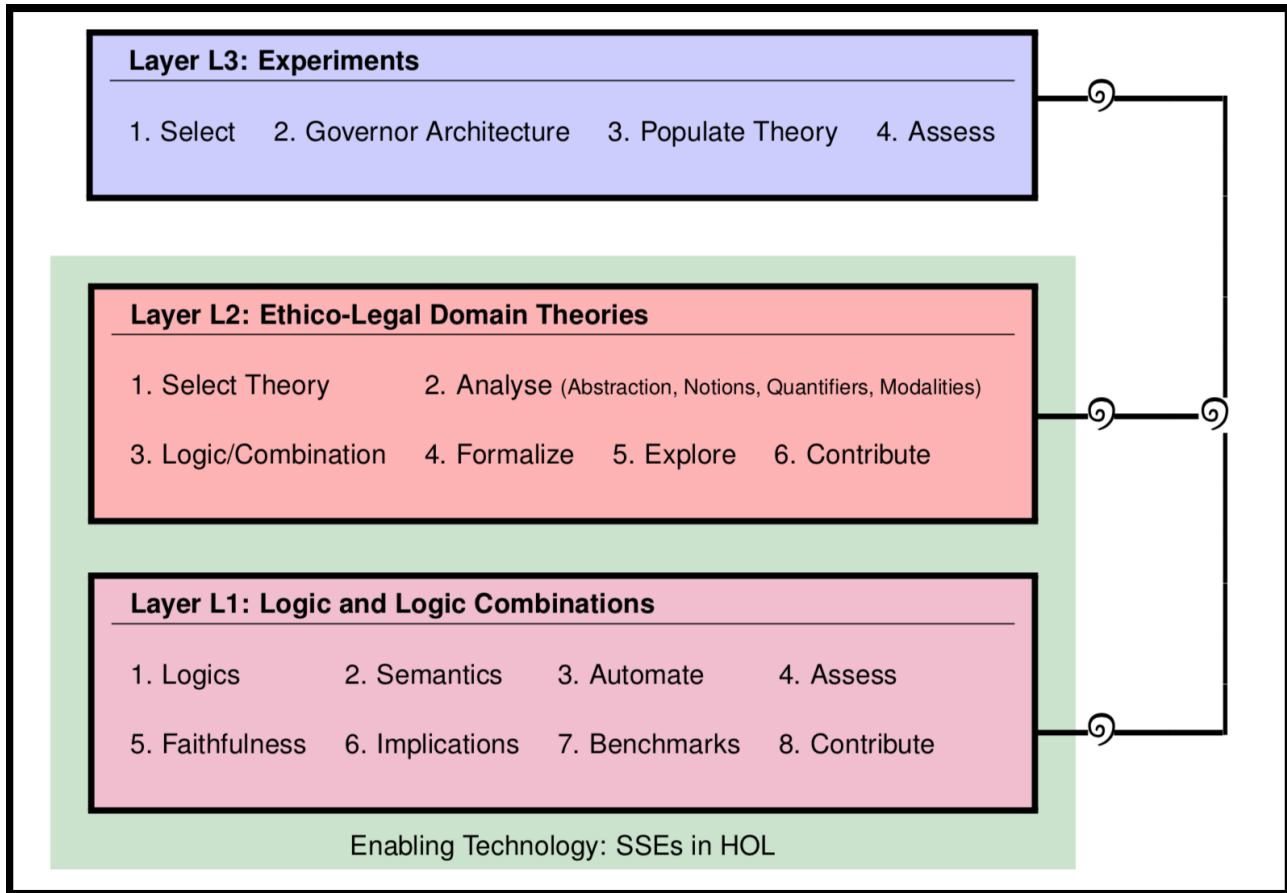 Layer L3: Experiments
1. Select 2. Governor Architecture 3. Populate Theory 4. Assess
Layer L2: Ethico-Legal Domain Theories
1. Select Theory 2. Analyse (Abstraction, Notions, Quantifiers, Modalities)
3. Logic/Combination 4. Formalize 5. Explore 6. Contribute
Layer L1: Logic and Logic Combinations
1. Logics 2. Semantics 3. Automate 4. Assess
5. Faithfulness 6. Implications 7. Benchmarks 8. Contribute
Enabling Technology: SSEs in HOL